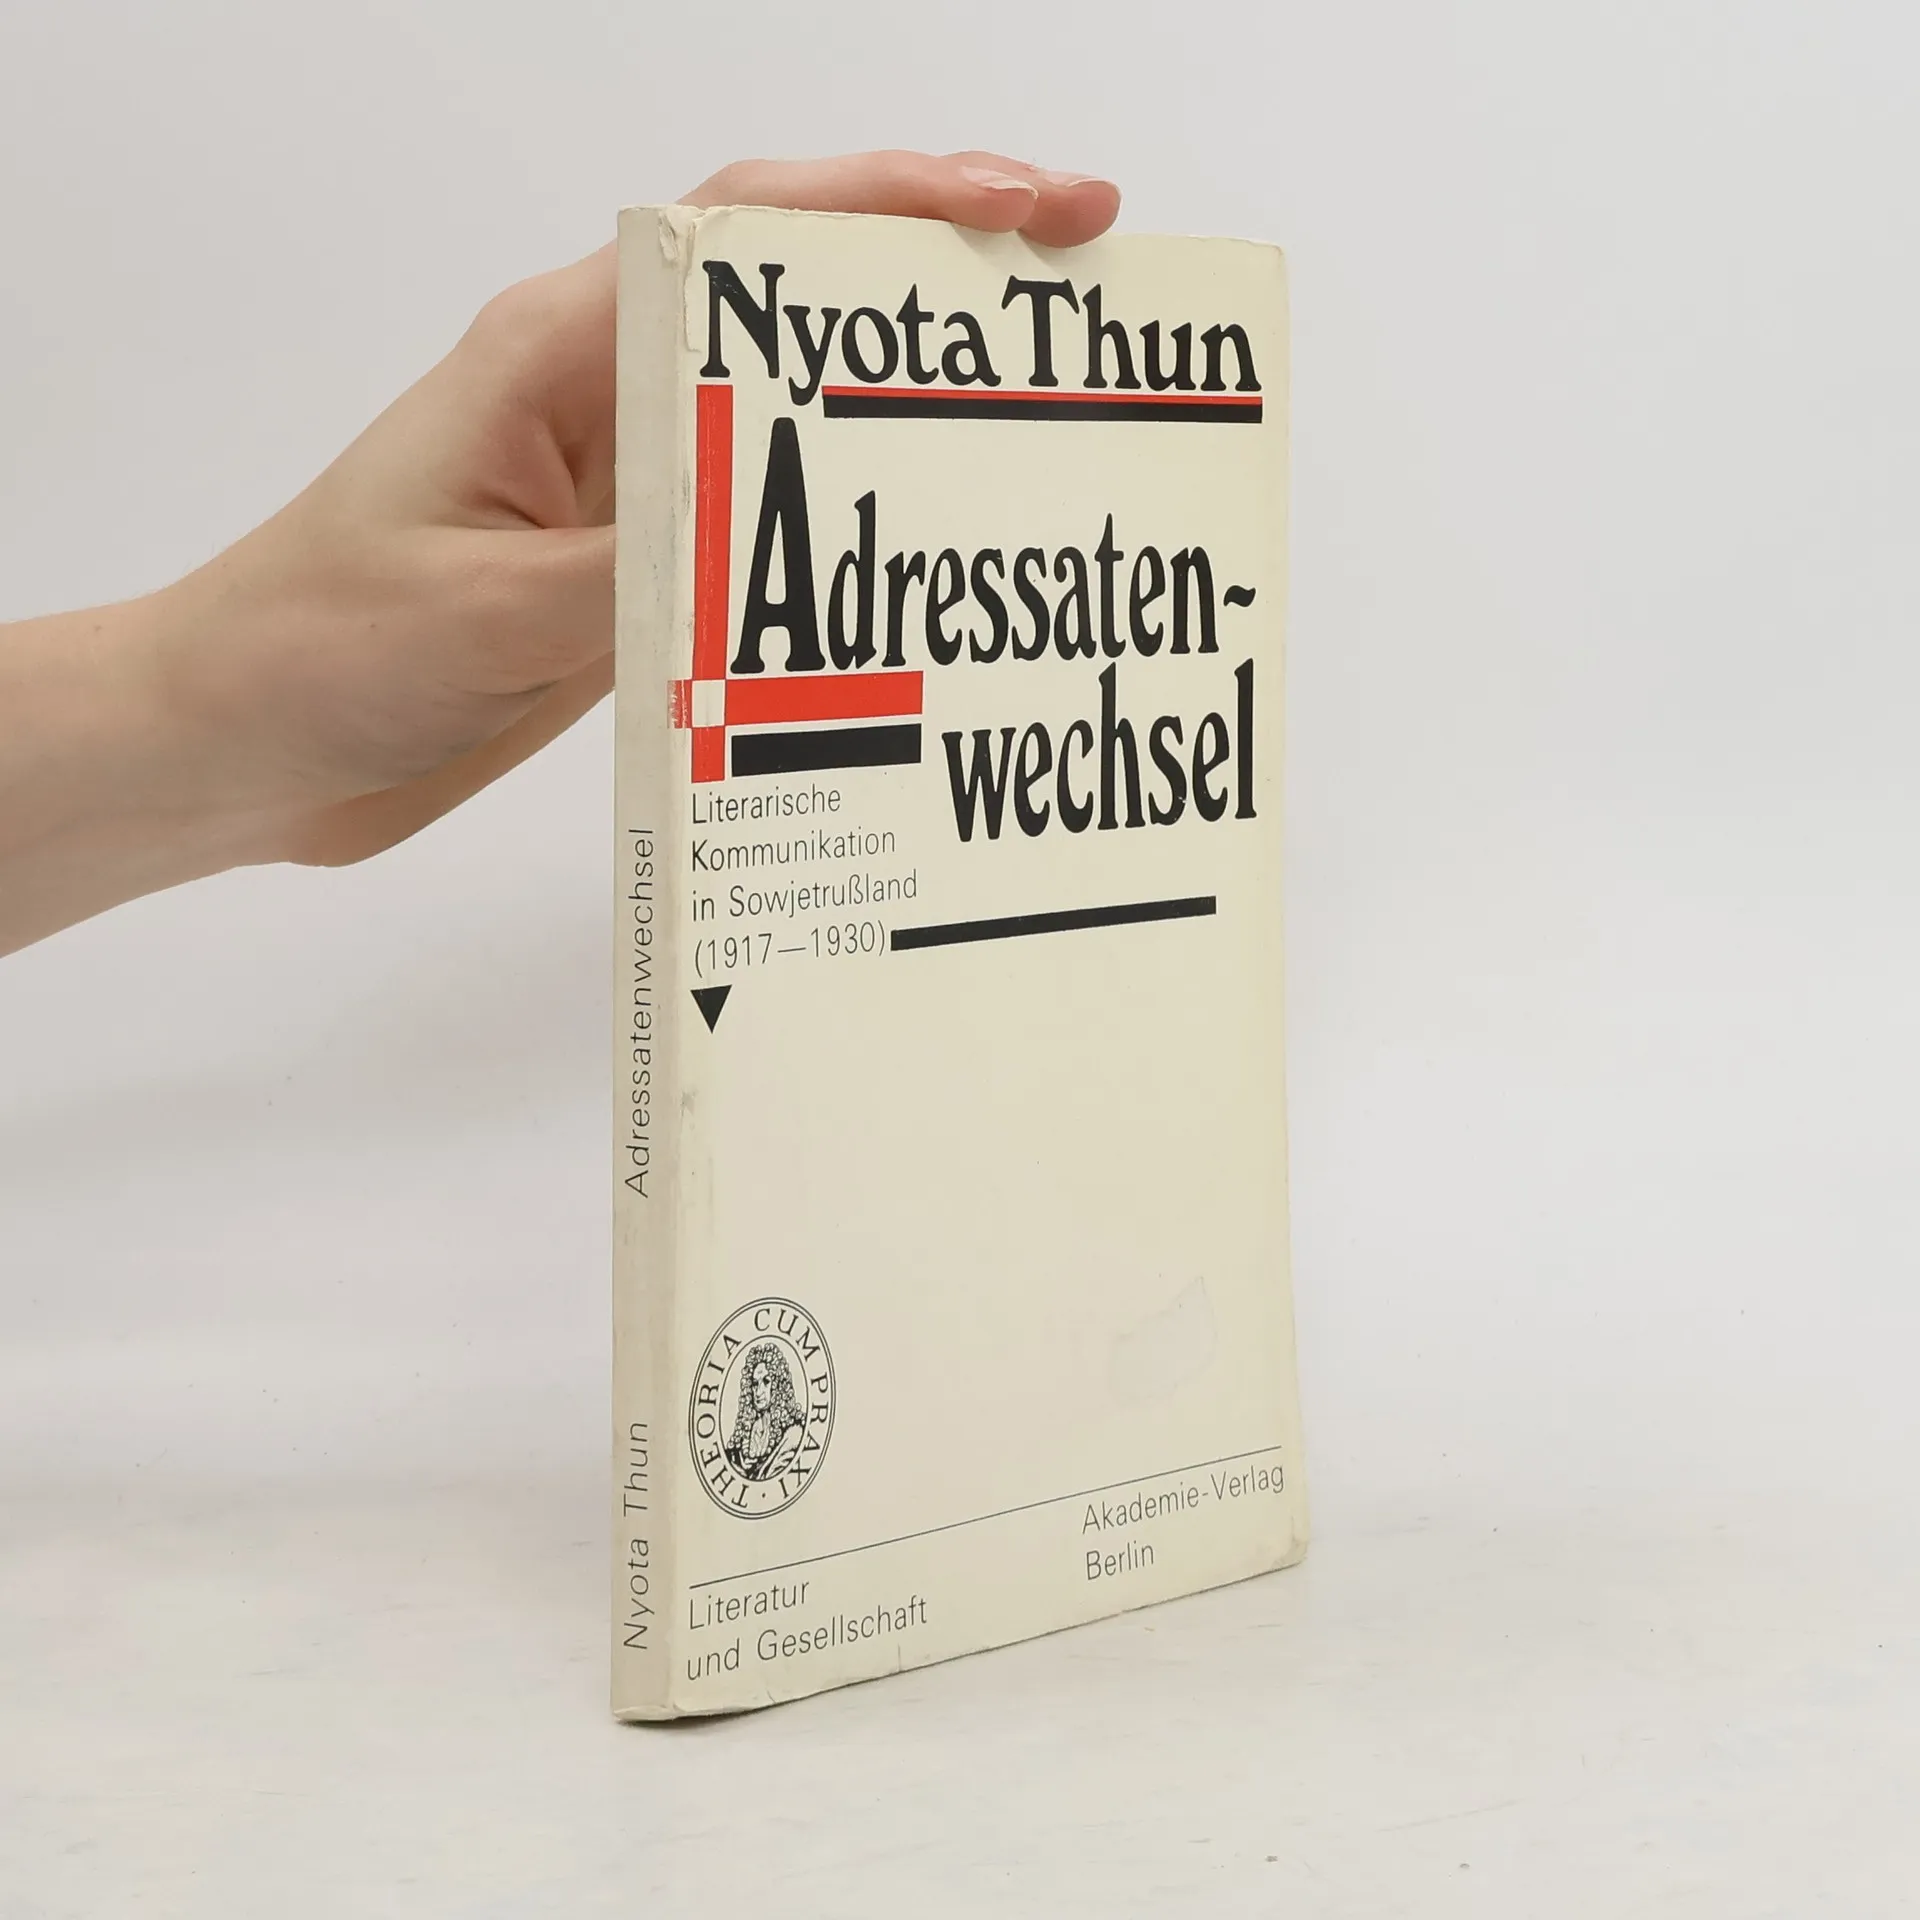 Nyota Thun
Adressaten-
wechsel
Literarische
Kommunikation
in Sowjetrußland
(1917—1930)
THEORIA CUM PRAXI ·
Akademie-Verlag
Berlin
Literatur
und Gesellschaft
Nyota Thun Adressatenwechsel